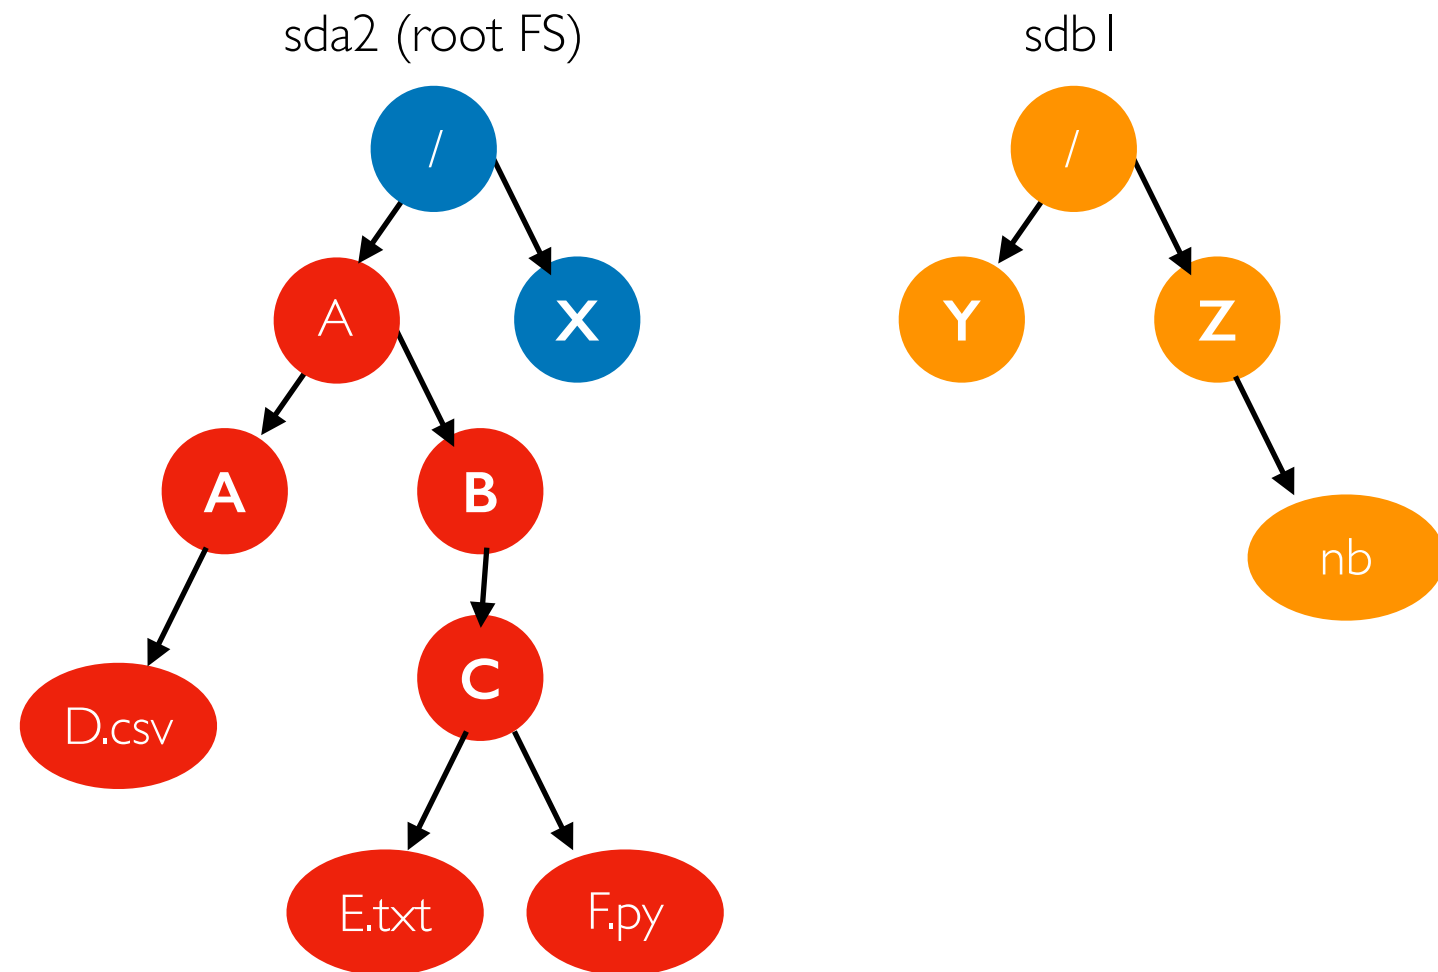 sda2 (root FS)
sdb1
/
/
A
X
Y
Z
A
B
nb
C
D.csv
E.txt
F.py